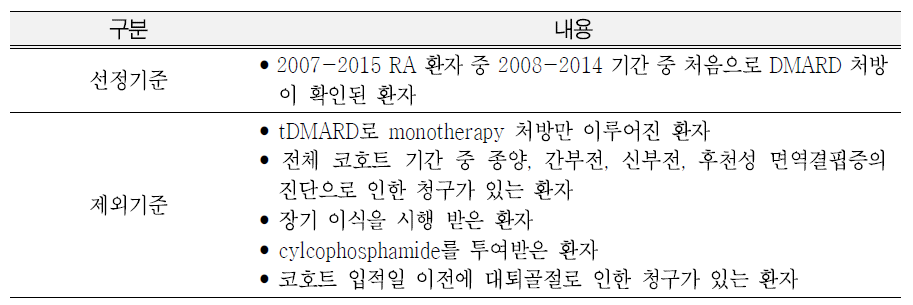 구분 내용
선정기준
• 2007-2015 RA 환자 중 2008-2014 기간 중 처음으로 DMARD 처방
이 확인된 환자
제외기준
• tDMARD로 monotherapy 처방만 이루어진 환자
• 전체 코호트 기간 중 종양, 간부전, 신부전, 후천성 면역결핍증의
진단으로 인한 청구가 있는 환자
• 장기 이식을 시행 받은 환자
• cylcophosphamide를 투여받은 환자
• 코호트 입적일 이전에 대퇴골절로 인한 청구가 있는 환자